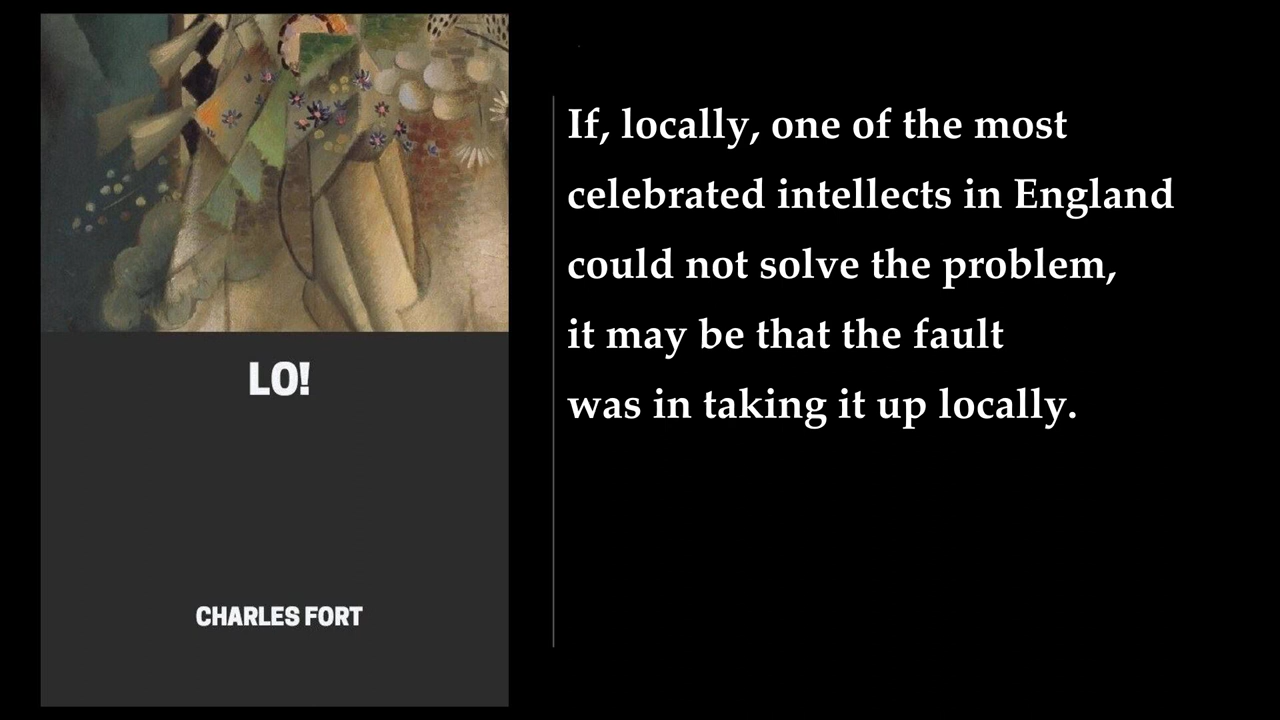 LO!
CHARLES FORT
If, locally, one of the most
celebrated intellects in England
could not solve the problem,
it may be that the fault
was in taking it up locally.